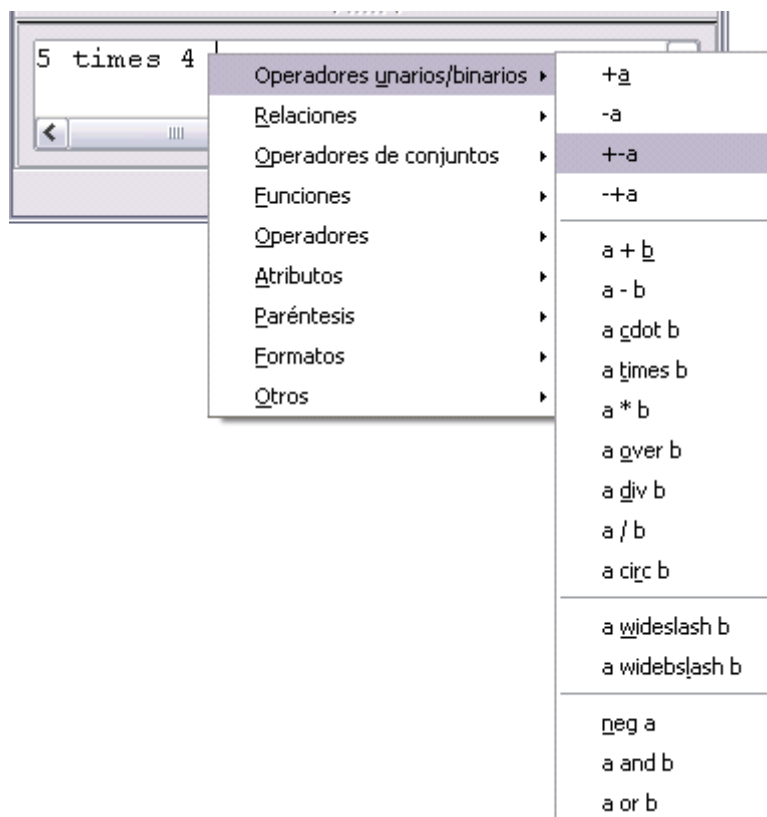 5 times 4
Operadores unarios/binarios
Relaciones
Operadores de conjuntos
Funciones
Operadores
Atributos
Paréntesis
Formatos
Otros
+a
-a
+-a
-+a
a + b
a - b
a cdot b
a times b
a * b
a over b
a div b
a / b
a circ b
a wideslash b
a widebslash b
neg a
a and b
a or b